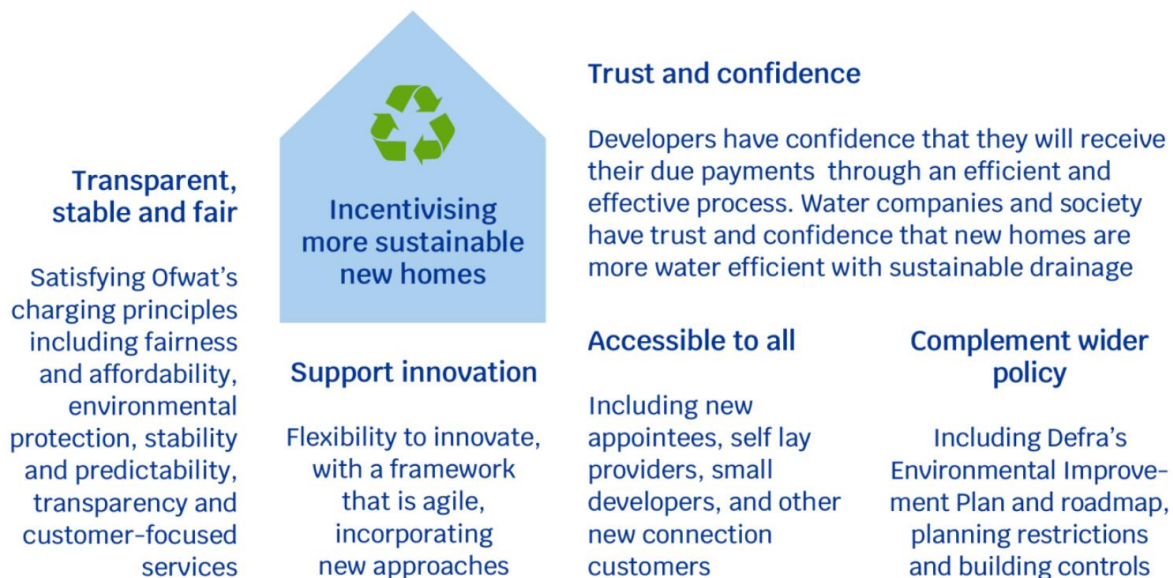 Transparent,
stable and fair
Satisfying Ofwat's
charging principles
including fairness
and affordability,
environmental
protection, stability
and predictability,
transparency and
customer-focused
services
Incentivising
more sustainable
new homes
Support innovation
Flexibility to innovate,
with a framework
that is agile,
incorporating
new approaches
Trust and confidence
Developers have confidence that they will receive
their due payments through an efficient and
effective process. Water companies and society
have trust and confidence that new homes are
more water efficient with sustainable drainage
Accessible to all
Including new
appointees, self lay
providers, small
developers, and other
new connection
customers
Complement wider
policy
Including Defra's
Environmental Improve-
ment Plan and roadmap,
planning restrictions
and building controls